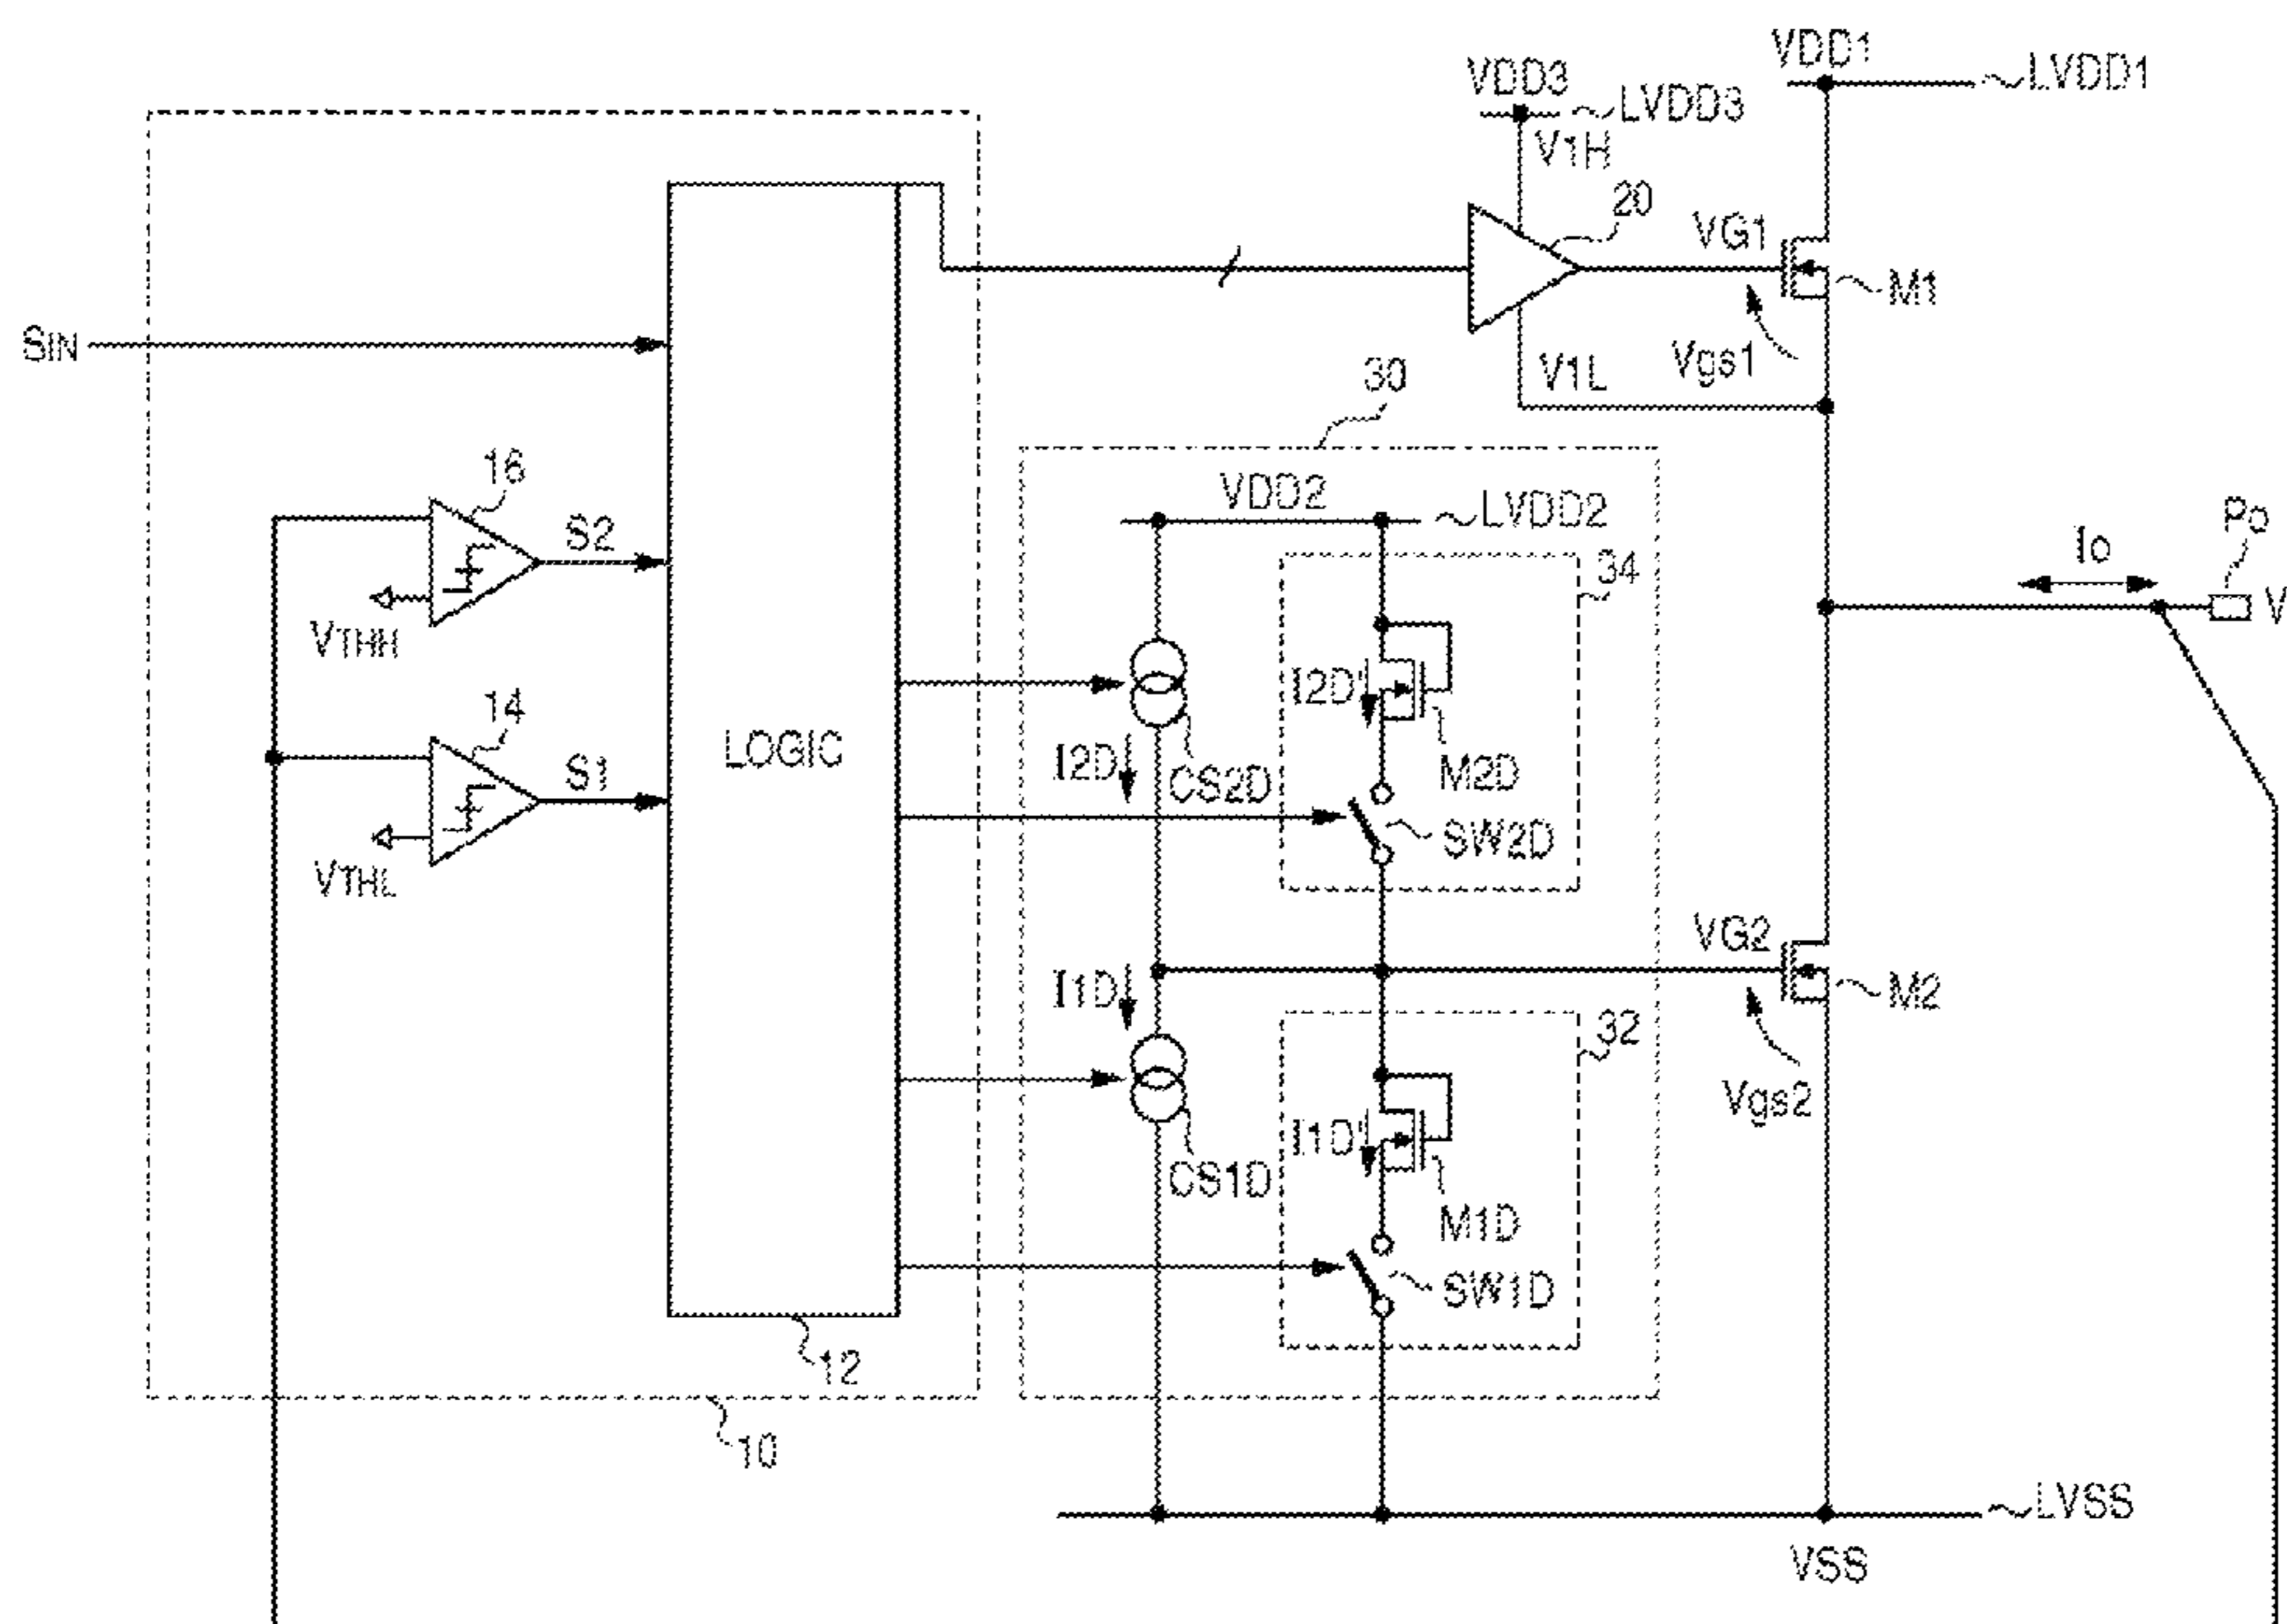 VDD1
LVDD1
VDD3
LVDD3
V1H
20
VG1
M1
SIN
Vgs1
V1L
30
16
S2
VDD2
LVDD2
Po
Io
34
V
VTHH
I2D'
14
S1
LOGIC
I2D
CS2D
M2D
SW2D
VTHL
VG2
I1D
M2
32
Vgs2
I1D'
CS1D
M1D
SW1D
12
10
LVSS
VSS